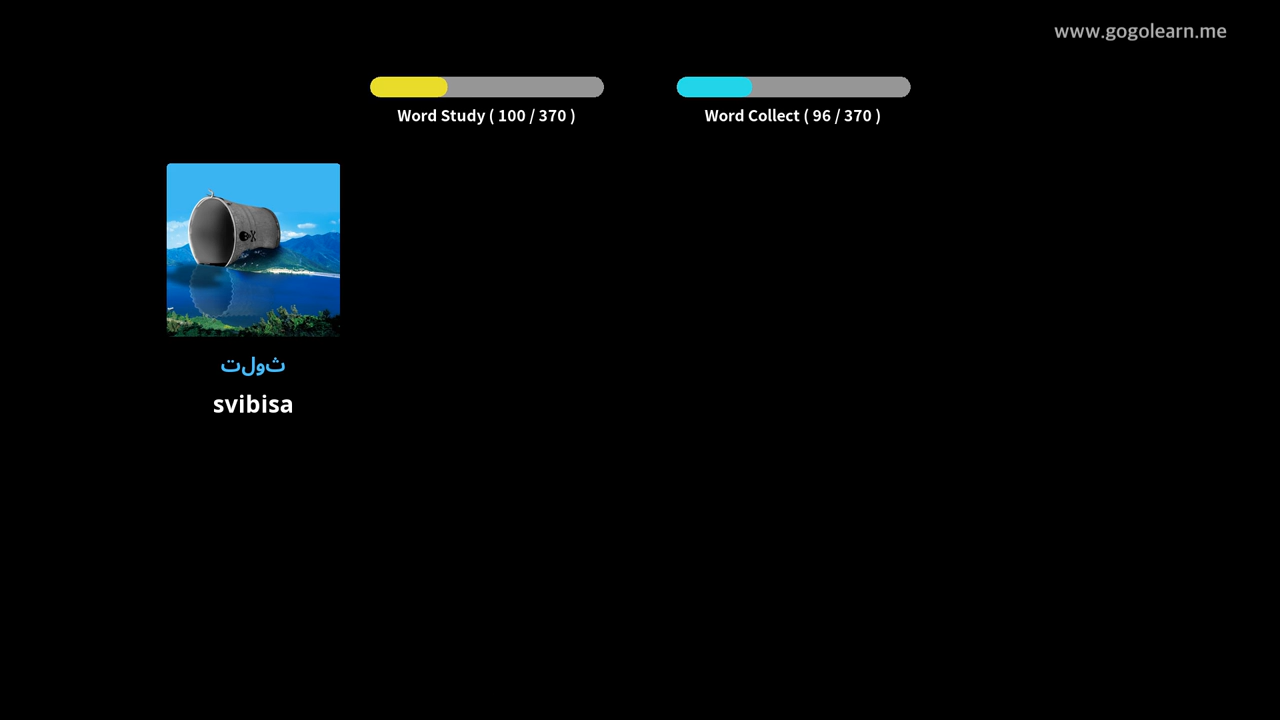 www.gogolearn.me
Word Study ( 100 / 370 )
Word Collect ( 96 / 370 )
ثولت
svibisa